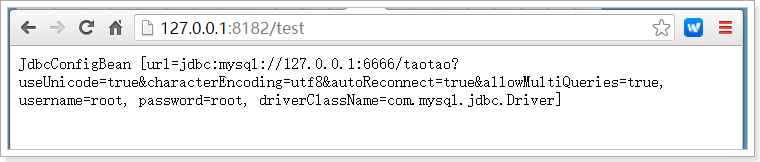 127.0.0.1:8182/test
JdbcConfigBean [url=jdbc:mysql://127.0.0.1:6666/taotao?
useUnicode=true&characterEncoding=utf8&autoReconnect=true&allowMultiQueries=true,
username=root, password=root, driverClassName=com.mysql.jdbc.Driver]